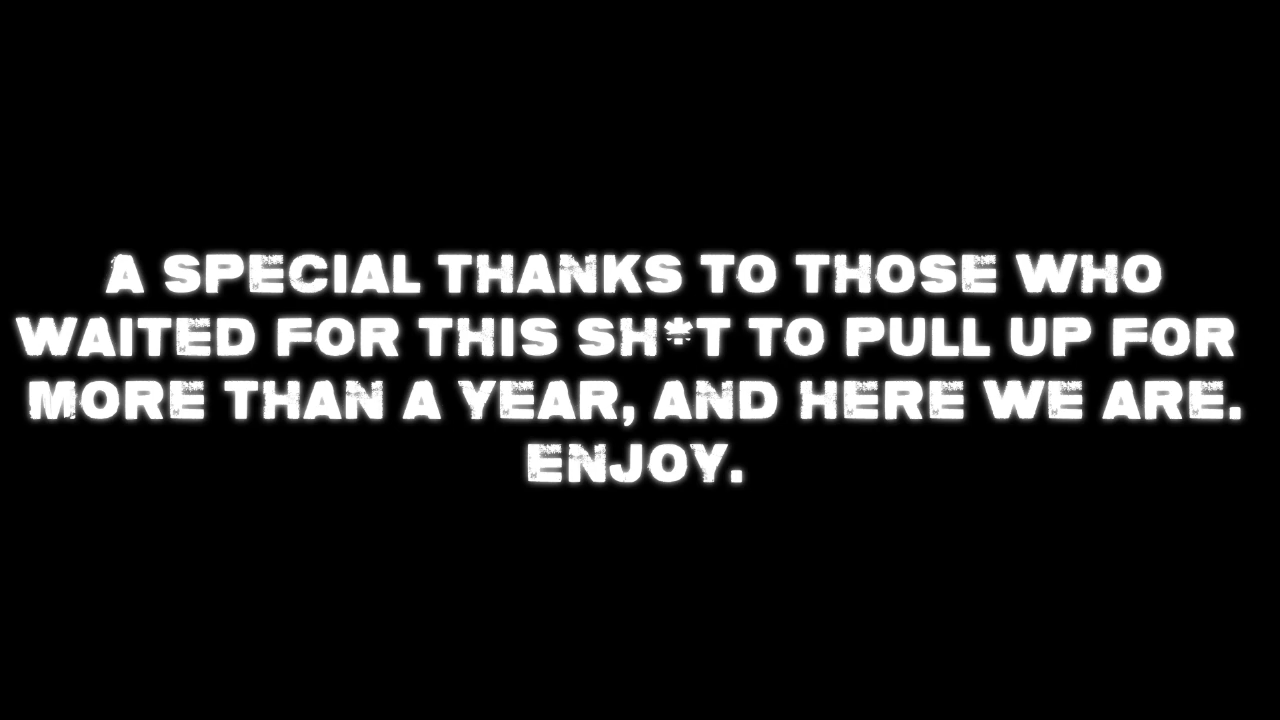 A SPECIAL THANKS TO THOSE WHO
WAITED FOR THIS SH*T TO PULL UP FOR
MORE THAN A YEAR, AND HERE WE ARE.
ENJOY.